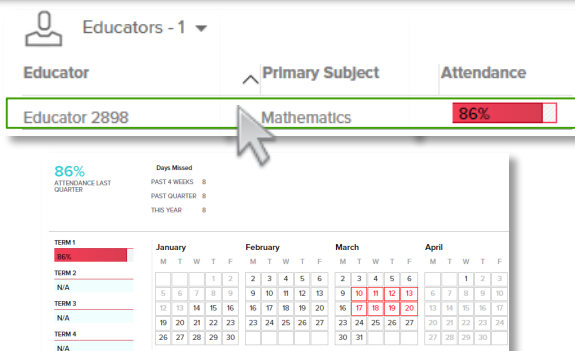 Educators - 1
Educator Primary Subject Attendance
Educator 2898 Mathematics 86%
86%
ATTENDANCE LAST
QUARTER
Days Missed
PAST 4 WEEKS 8
PAST QUARTER 8
THIS YEAR 8
TERM 1
86%
TERM 2
N/A
TERM 3
N/A
TERM 4
N/A
January February March April
M T W T F M T W T F M T W T F M T W T F
1 2 2 3 4 5 6 2 3 4 5 6 1 2 3
5 6 7 8 9 9 10 11 12 13 9 10 11 12 13 6 7 8 9 10
12 13 14 15 16 16 17 18 19 20 16 17 18 19 20 13 14 15 16 17
19 20 21 22 23 23 24 25 26 27 23 24 25 26 27 20 21 22 23 24
26 27 28 29 30 30 31 27 28 29 30